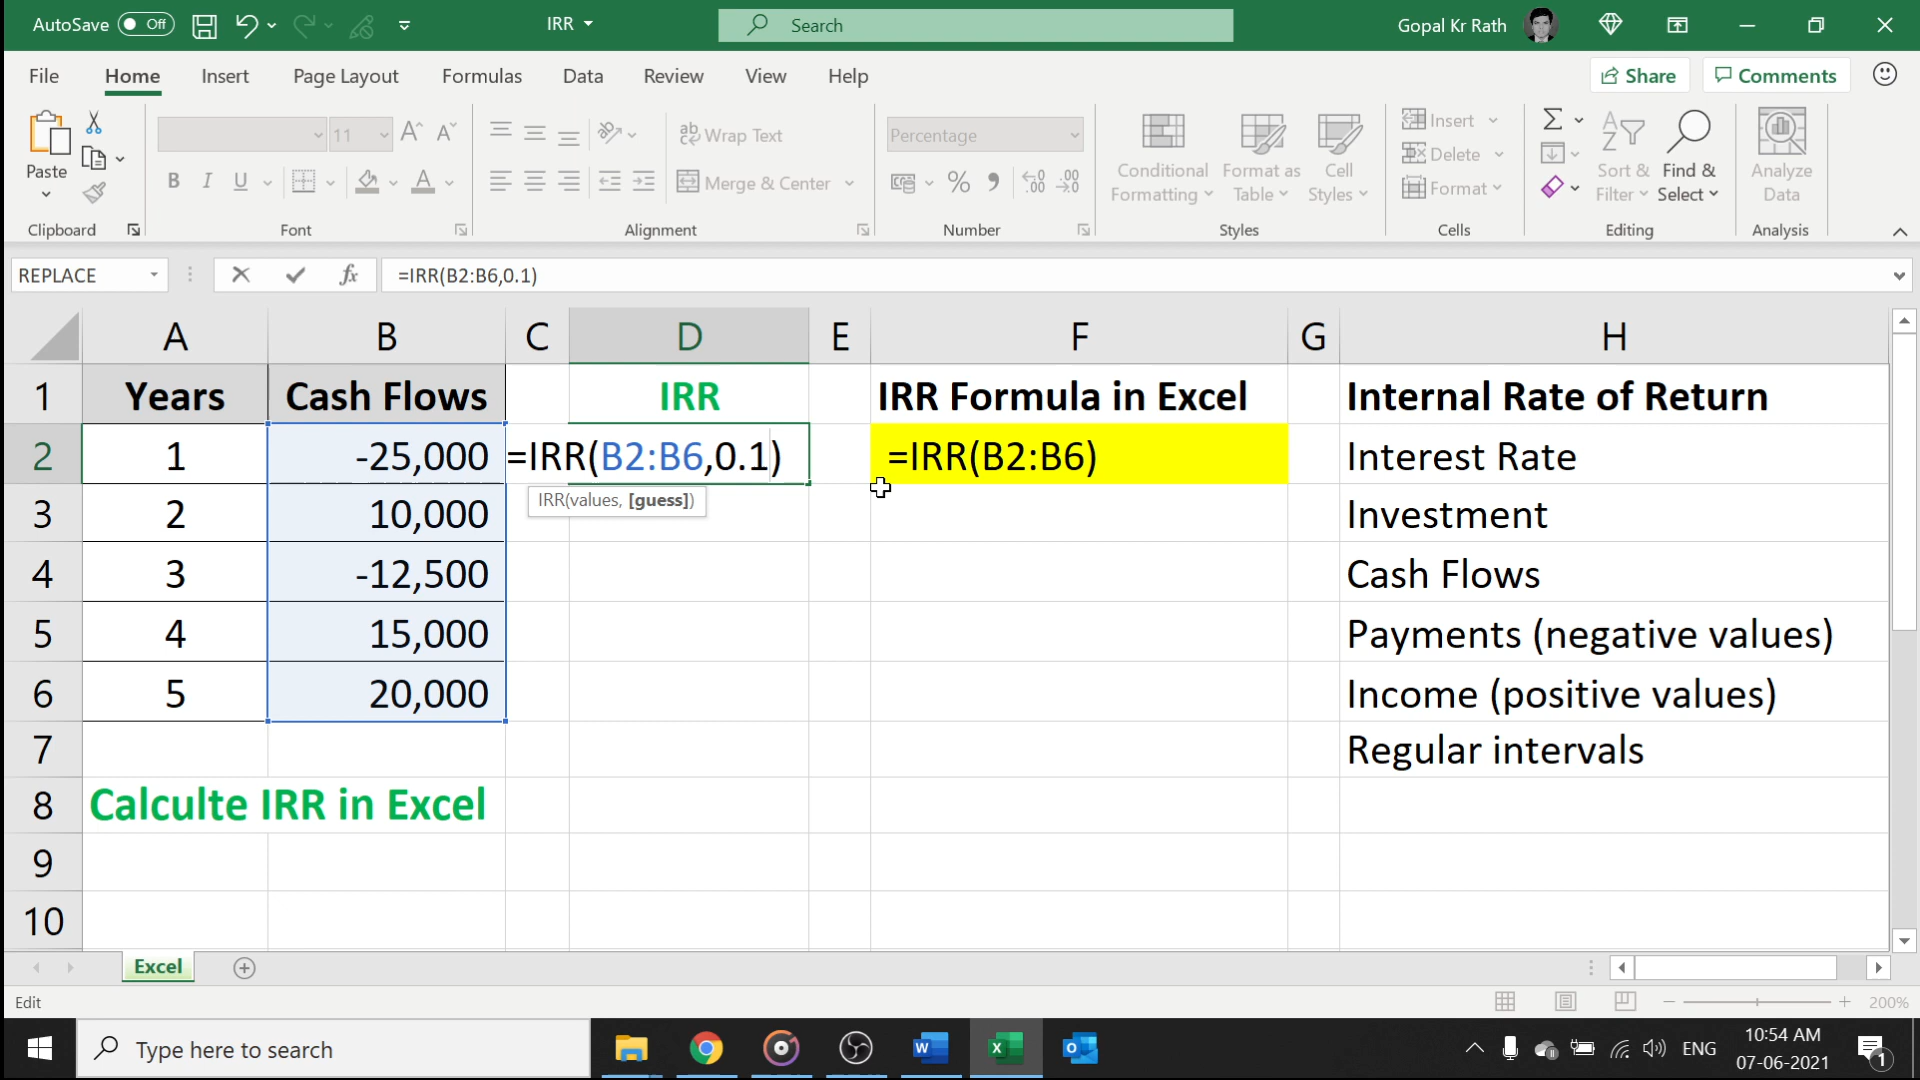 AutoSave Off IRR Search Gopal Kr Rath
File Home Insert Page Layout Formulas Data Review View Help Share Comments
Paste 11 A A ab Wrap Text Percentage Conditional Formatting Format as Table Cell Styles Insert Delete Format Sort & Filter Find & Select Analyze Data
B I U A Merge & Center % .00
Clipboard Font Alignment Number Styles Cells Editing Analysis
REPLACE fx =IRR(B2:B6,0.1)
A B C D E F G H
1 Years Cash Flows IRR IRR Formula in Excel Internal Rate of Return
2 1 -25,000 =IRR(B2:B6,0.1) =IRR(B2:B6) Interest Rate
IRR(values, [guess])
3 2 10,000 Investment
4 3 -12,500 Cash Flows
5 4 15,000 Payments (negative values)
6 5 20,000 Income (positive values)
7 Regular intervals
8 Calculte IRR in Excel
9
10
Excel
Edit 200%
Type here to search ENG 10:54 AM
07-06-2021 1